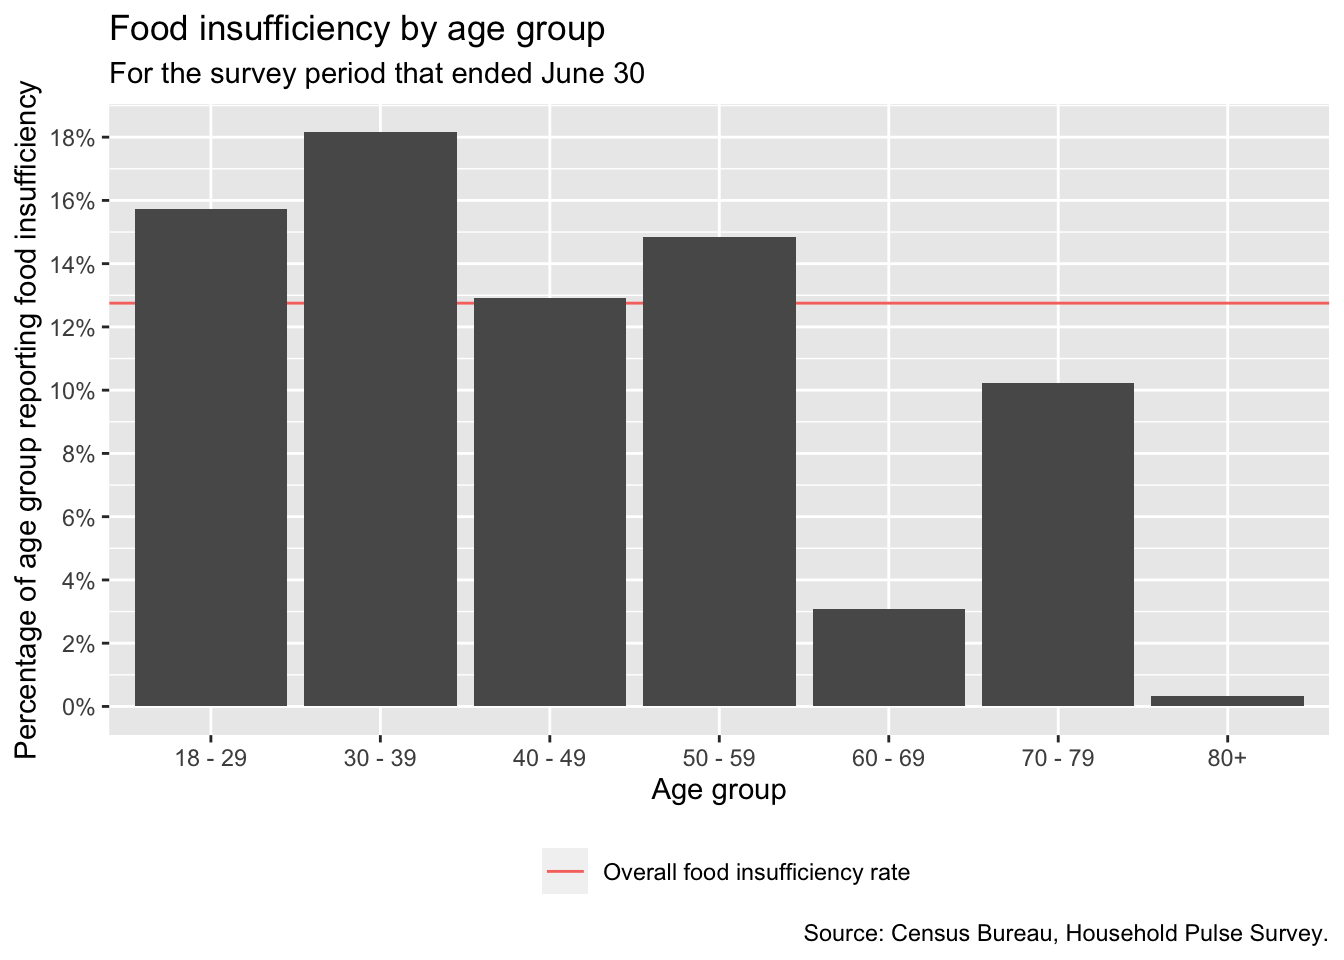 Food insufficiency by age group
For the survey period that ended June 30
Percentage of age group reporting food insufficiency
18%
16%
14%
12%
10%
8%
6%
4%
2%
0%
18 - 29
30 - 39
40 - 49
50 - 59
60 - 69
70 - 79
80+
Age group
Overall food insufficiency rate
Source: Census Bureau, Household Pulse Survey.